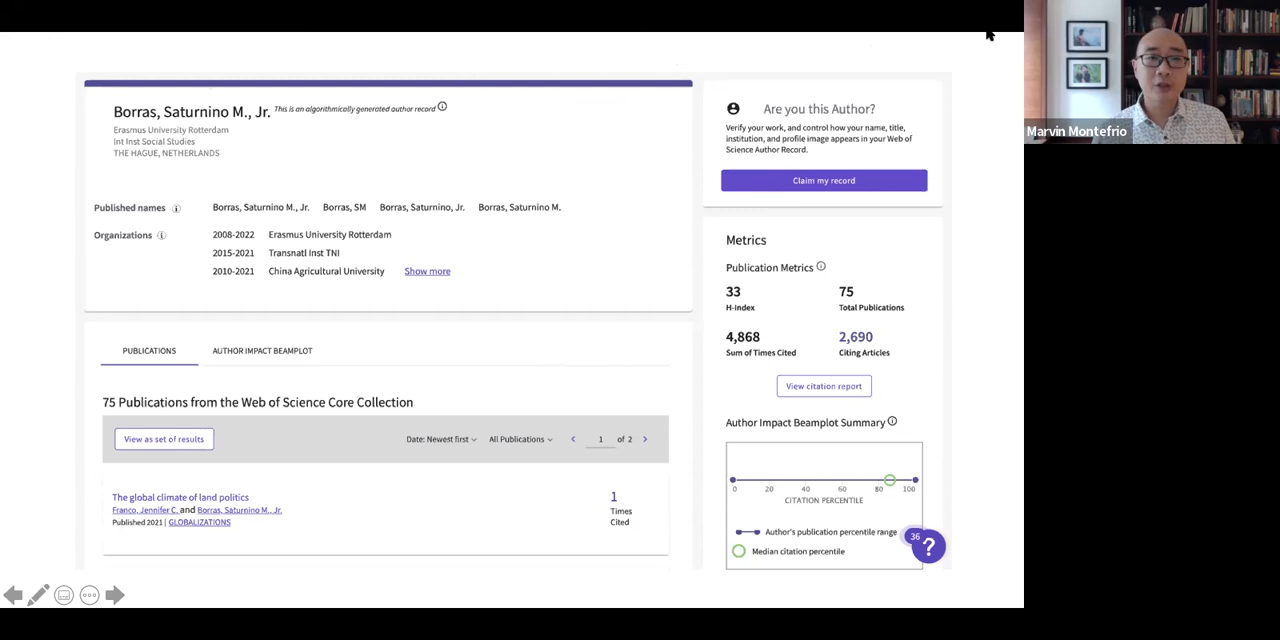 Borras, Saturnino M., Jr. This is an algorithmically generated author record
Erasmus University Rotterdam
Int Inst Social Studies
THE HAGUE, NETHERLANDS
Published names Borras, Saturnino M., Jr. Borras, SM Borras, Saturnino, Jr. Borras, Saturnino M.
Organizations 2008-2022 Erasmus University Rotterdam
2015-2021 Transnatl Inst TNI
2010-2021 China Agricultural University Show more
PUBLICATIONS AUTHOR IMPACT BEAMPLOT
75 Publications from the Web of Science Core Collection
View as set of results Date: Newest first All Publications 1 of 2
The global climate of land politics
Franco, Jennifer C. and Borras, Saturnino M., Jr.
Published 2021 | GLOBALIZATIONS
1
Times
Cited
Are you this Author?
Verify your work, and control how your name, title,
institution, and profile image appears in your Web of
Science Author Record.
Claim my record
Metrics
Publication Metrics
33 75
H-Index Total Publications
4,868 2,690
Sum of Times Cited Citing Articles
View citation report
Author Impact Beamplot Summary
0 20 40 60 80 100
CITATION PERCENTILE
Author's publication percentile range
Median citation percentile
36
?
Marvin Montefrio